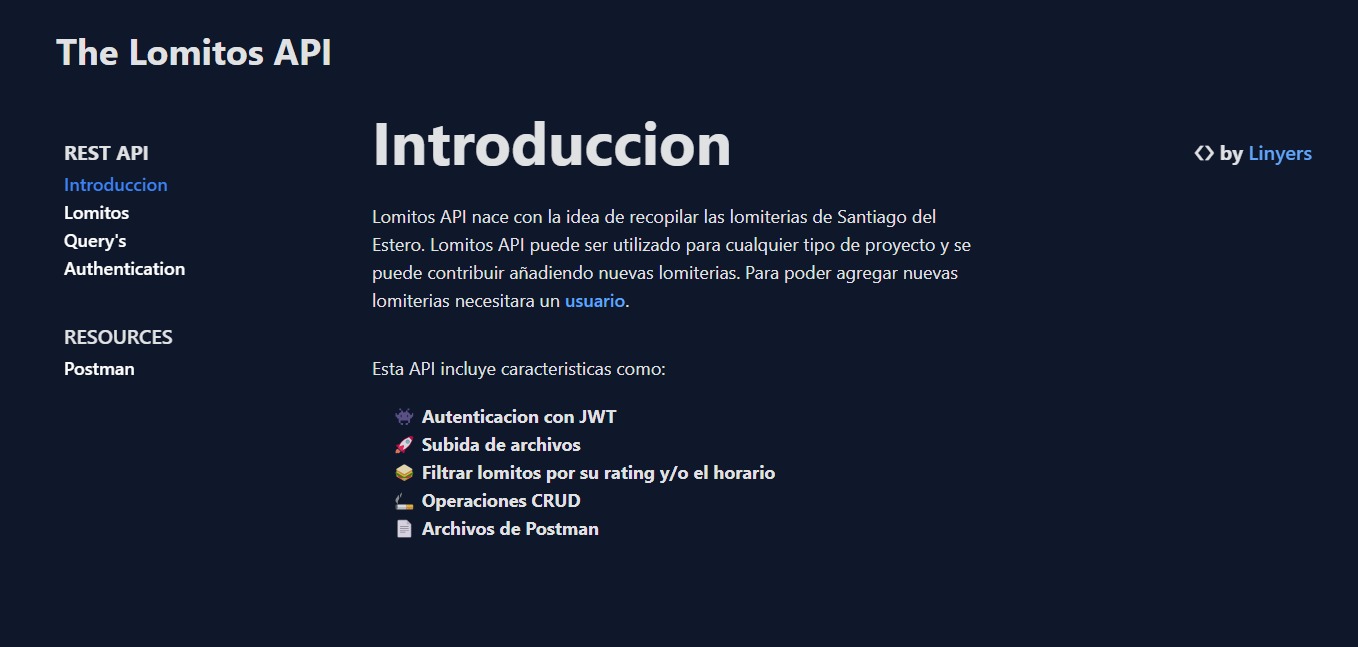 The Lomitos API
REST API
Introduccion
Lomitos
Query's
Authentication
RESOURCES
Postman
Introduccion
Lomitos API nace con la idea de recopilar las lomiterias de Santiago del
Estero. Lomitos API puede ser utilizado para cualquier tipo de proyecto y se
puede contribuir añadiendo nuevas lomiterias. Para poder agregar nuevas
lomiterias necesitara un usuario.
Esta API incluye caracteristicas como:
Autenticacion con JWT
Subida de archivos
Filtrar lomitos por su rating y/o el horario
Operaciones CRUD
Archivos de Postman
by Linyers